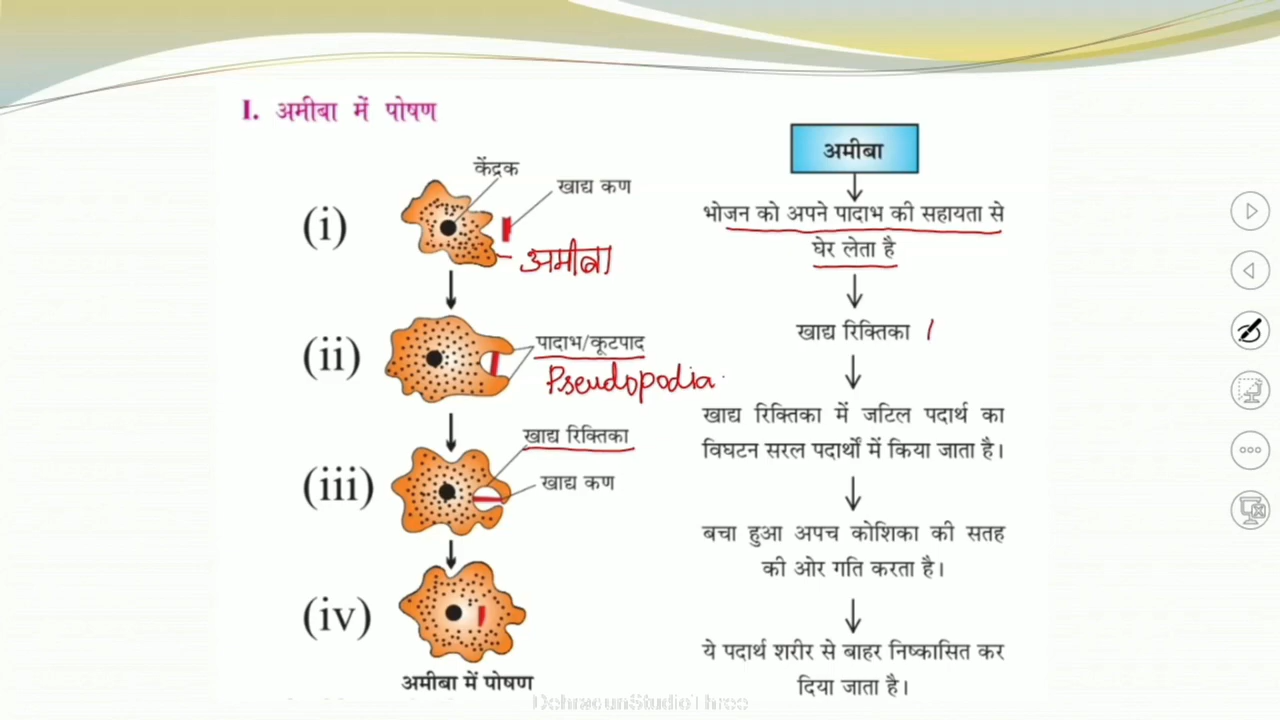 I. अमीबा में पोषण
(i)
केंद्रक
खाद्य कण
अमीबा
(ii)
पादाभ/कूटपाद
Pseudopodia
खाद्य रिक्तिका
(iii)
खाद्य कण
(iv)
अमीबा में पोषण
अमीबा
भोजन को अपने पादाभ की सहायता से
घेर लेता है
खाद्य रिक्तिका
खाद्य रिक्तिका में जटिल पदार्थ का
विघटन सरल पदार्थों में किया जाता है।
बचा हुआ अपच कोशिका की सतह
की ओर गति करता है।
ये पदार्थ शरीर से बाहर निष्कासित कर
दिया जाता है।
DehradunStudioThree